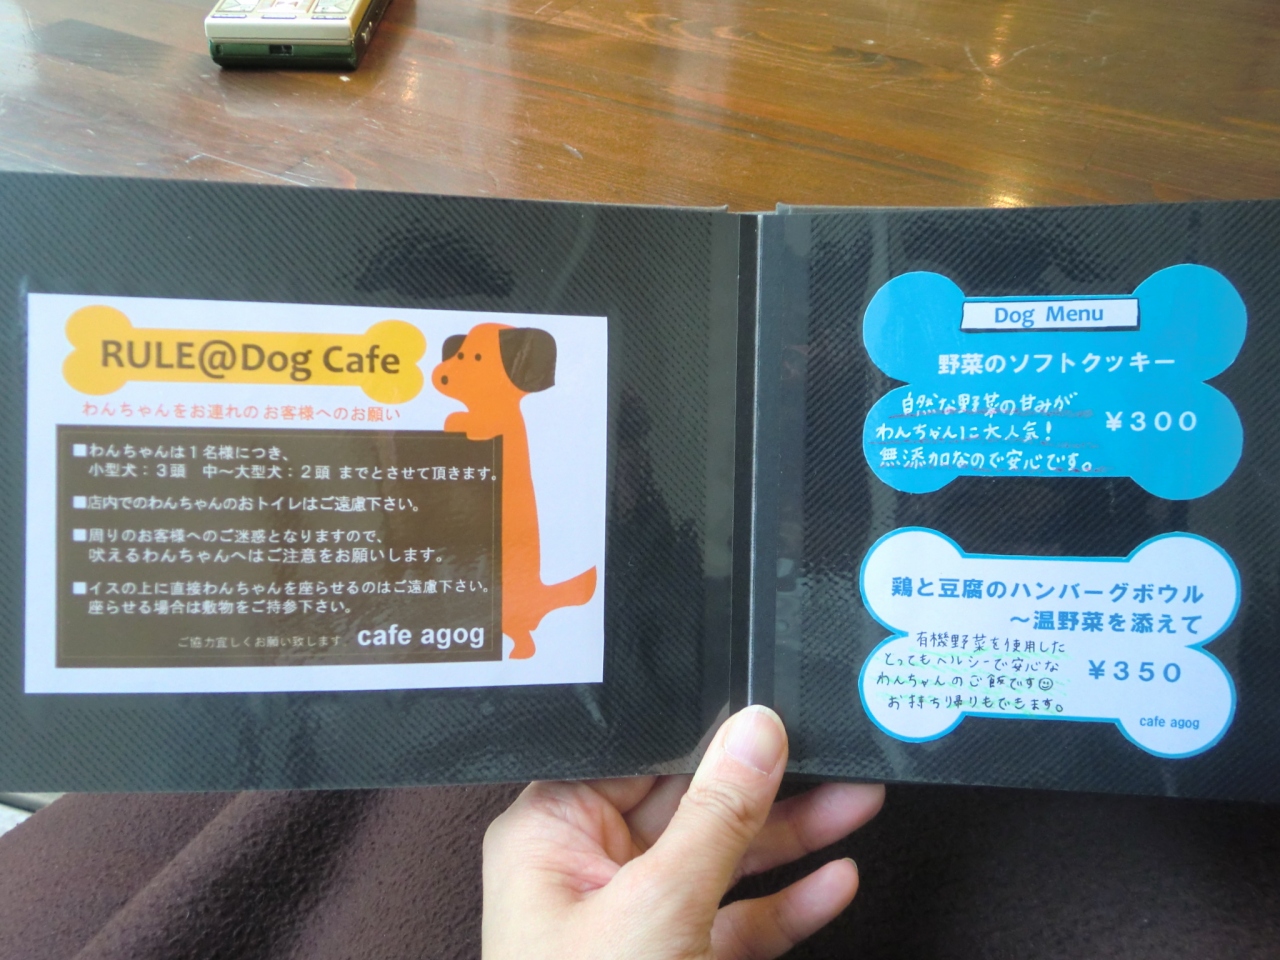 RULE@Dog Cafe
わんちゃんをお連れのお客様へのお願い
■わんちゃんは1名様につき、
小型犬:3頭 中~大型犬:2頭 までとさせて頂きます。
■店内でのわんちゃんのおトイレはご遠慮下さい。
■周りのお客様へのご迷惑となりますので、
吠えるわんちゃんへはご注意をお願いします。
■イスの上に直接わんちゃんを座らせるのはご遠慮下さい。
座らせる場合は敷物をご持参下さい。
ご協力宜しくお願い致します cafe agog
Dog Menu
野菜のソフトクッキー
自然な野菜の甘みが
わんちゃんに大人気!
無添加なので安心です。
¥300
鶏と豆腐のハンバーグボウル
~温野菜を添えて
有機野菜を使用した
とってもヘルシーで安心な
わんちゃんのご飯です☺
お持ち帰りもできます。
¥350
cafe agog